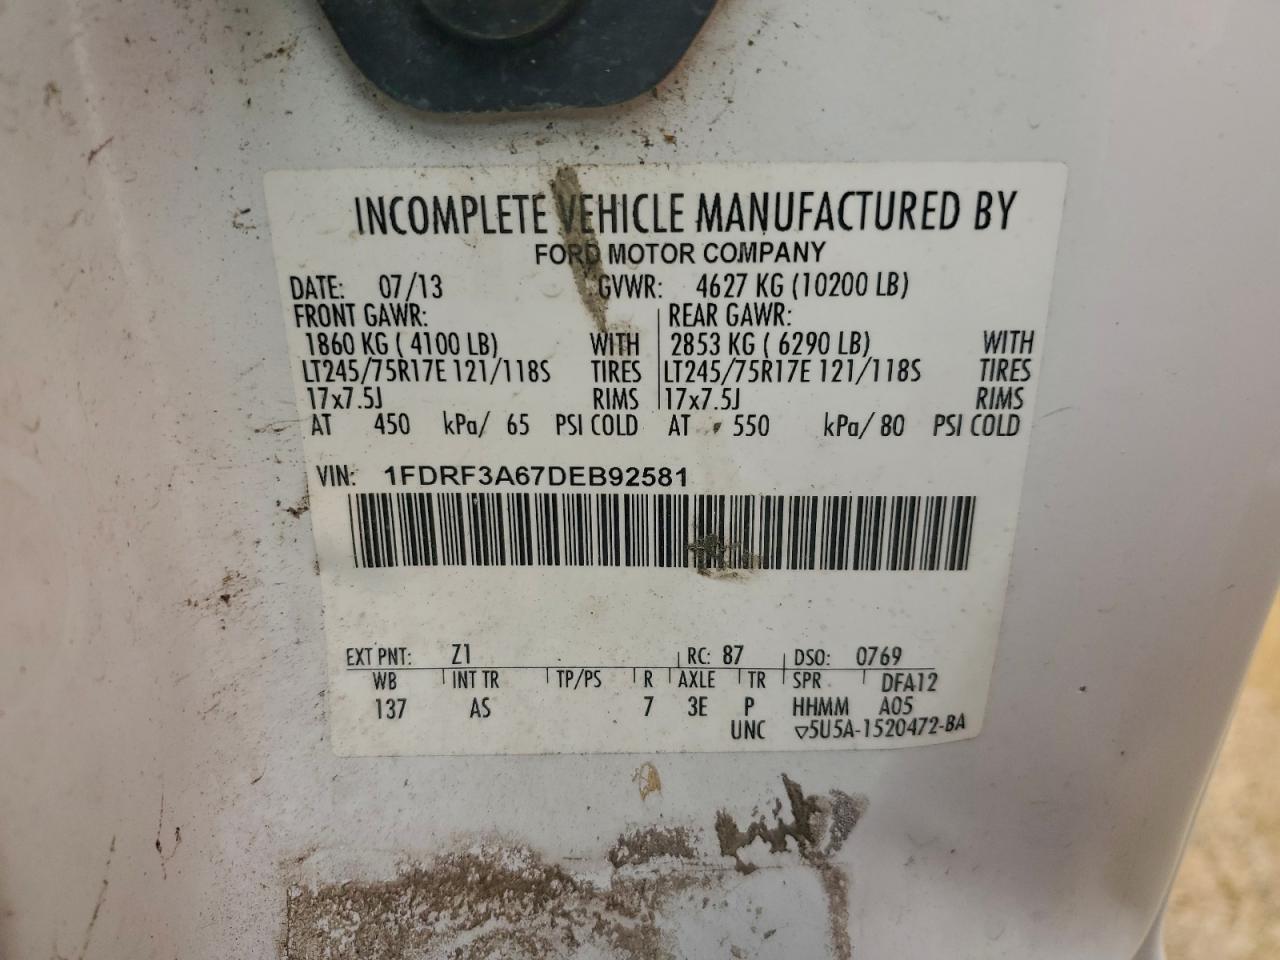 INCOMPLETE VEHICLE MANUFACTURED BY
FORD MOTOR COMPANY
DATE: 07/13 GVWR: 4627 KG (10200 LB)
FRONT GAWR: REAR GAWR:
1860 KG ( 4100 LB) WITH 2853 KG ( 6290 LB) WITH
LT245/75R17E 121/118S TIRES LT245/75R17E 121/118S TIRES
17x7.5J RIMS 17x7.5J RIMS
AT 450 kPa/ 65 PSI COLD AT 550 kPa/ 80 PSI COLD
VIN: 1FDRF3A67DEB92581
EXT PNT: Z1 RC: 87 DSO: 0769
WB INT TR TP/PS R AXLE TR SPR DFA12
137 AS 7 3E P HHMM A05
UNC ▽5U5A-1520472-BA